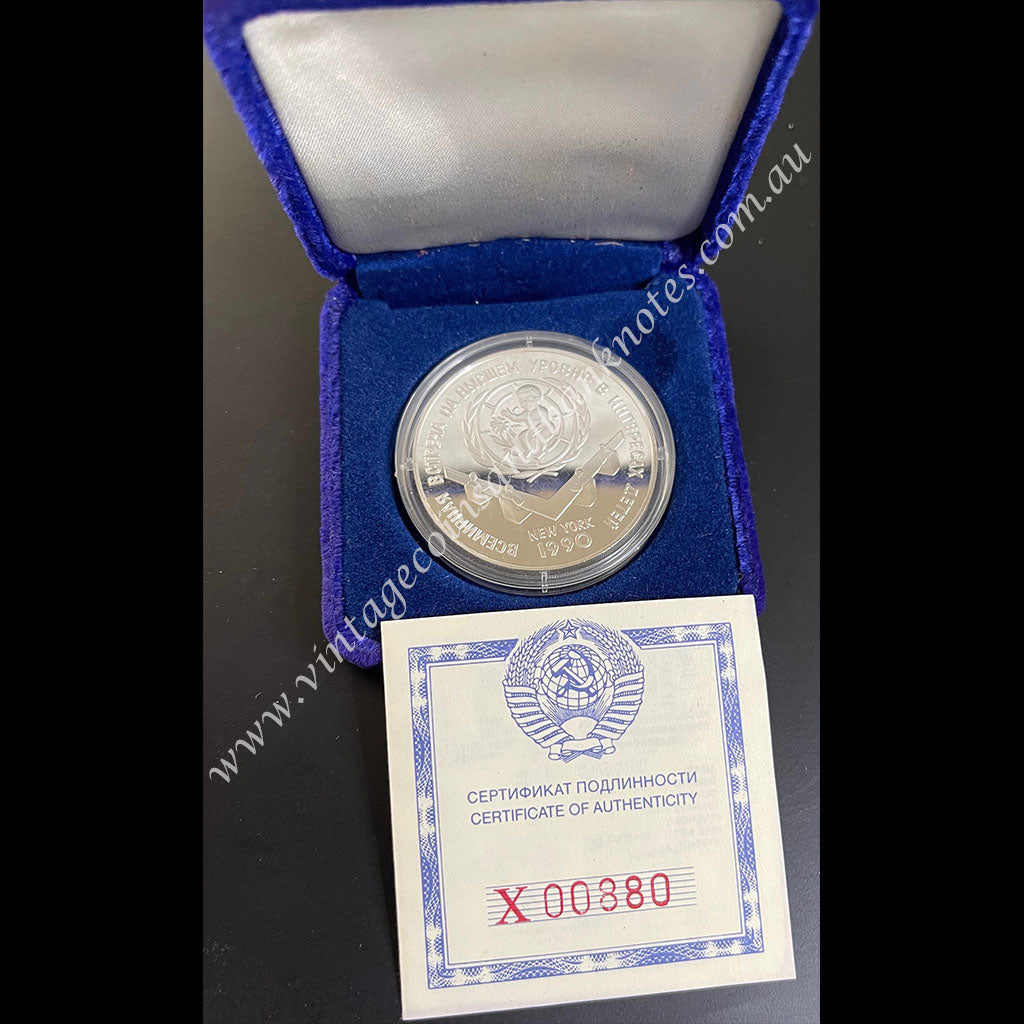 ВСЕМИРНАЯ ВСТРЕЧА НА ВЫСШЕМ УРОВНЕ В ИНТЕРЕСАХ ДЕТЕЙ
NEW YORK
1990
www.vintagecoinsandbanknotes.com.au
СЕРТИФИКАТ ПОДЛИННОСТИ
CERTIFICATE OF AUTHENTICITY
X 00380